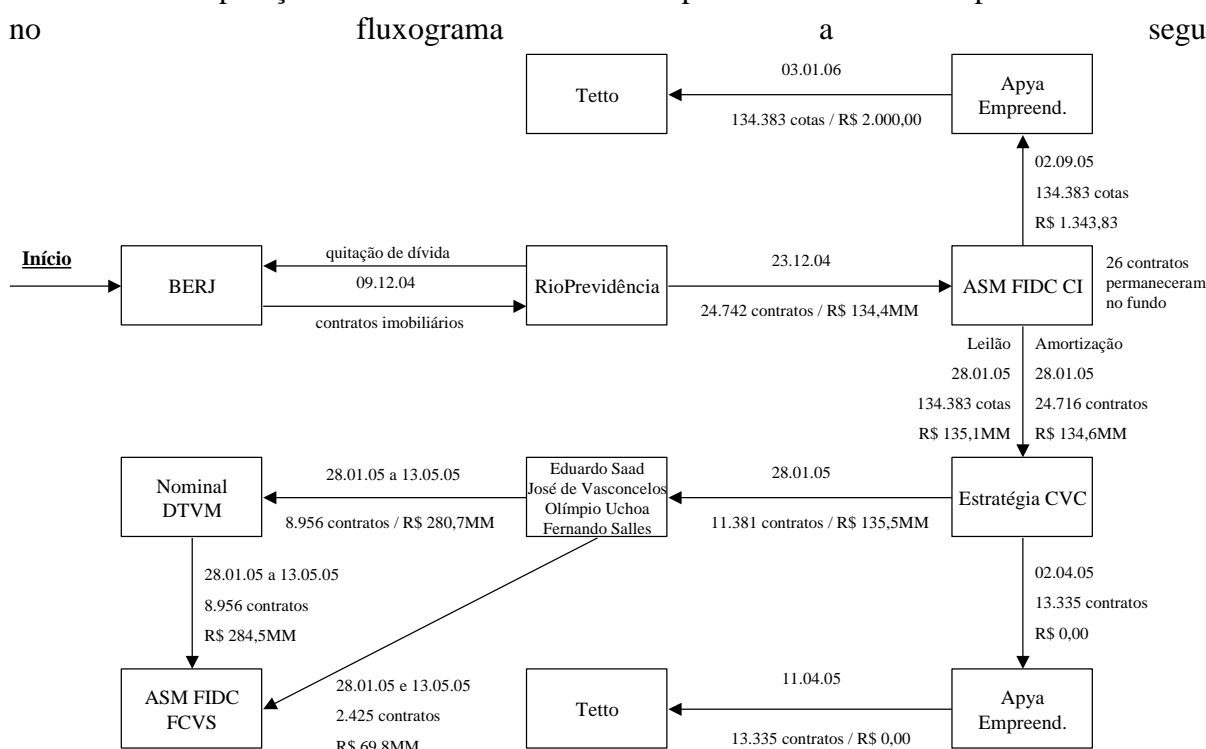 no fluxograma a segu
03.01.06
Tetto
Apya
Empreend.
134.383 cotas / R$ 2.000,00
02.09.05
134.383 cotas
R$ 1.343,83
Início
BERJ
quitação de dívida
09.12.04
contratos imobiliários
RioPrevidência
23.12.04
24.742 contratos / R$ 134,4MM
ASM FIDC CI
26 contratos
permaneceram
no fundo
Leilão
28.01.05
134.383 cotas
R$ 135,1MM
Amortização
28.01.05
24.716 contratos
R$ 134,6MM
Nominal
DTVM
28.01.05 a 13.05.05
8.956 contratos / R$ 280,7MM
Eduardo Saad
José de Vasconcelos
Olímpio Uchoa
Fernando Salles
28.01.05
11.381 contratos / R$ 135,5MM
Estratégia CVC
28.01.05 a 13.05.05
8.956 contratos
R$ 284,5MM
02.04.05
13.335 contratos
R$ 0,00
ASM FIDC
FCVS
28.01.05 e 13.05.05
2.425 contratos
R$ 69,8MM
Tetto
11.04.05
13.335 contratos / R$ 0,00
Apya
Empreend.